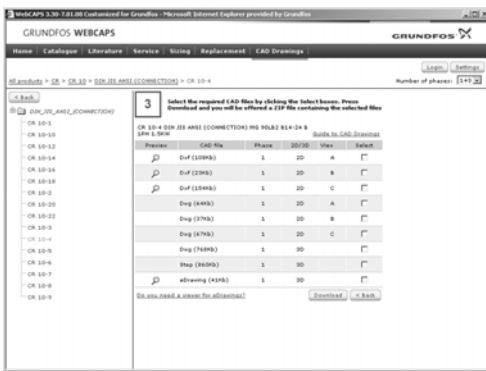 WebCAPS 3.30-7.01.08 Customized for Grundfos - Microsoft Internet Explorer provided by Grundfos
GRUNDFOS WEBCAPS
GRUNDFOS
Home Catalogue Literature Service Sizing Replacement CAD Drawings
Login Settings
All products > CR > CR 10 > DIN JIS ANSI (CONNECTION) > CR 10-4
Number of phases: 1+3
< Back
DIN_JIS_ANSI_(CONNECTION)
CR 10-1
CR 10-10
CR 10-12
CR 10-14
CR 10-16
CR 10-18
CR 10-2
CR 10-20
CR 10-22
CR 10-3
CR 10-4
CR 10-5
CR 10-6
CR 10-7
CR 10-8
CR 10-9
3
Select the required CAD files by clicking the Select boxes. Press
Download and you will be offered a ZIP file containing the selected files
CR 10-4 DIN JIS ANSI (CONNECTION) MG 90LB2 B14-24 B
1PH 1.5KW
Guide to CAD Drawings
Preview CAD file Phase 2D/3D View Select
Dxf (108Kb) 1 2D A
Dxf (23Kb) 1 2D B
Dxf (154Kb) 1 2D C
Dwg (64Kb) 1 2D A
Dwg (37Kb) 1 2D B
Dwg (67Kb) 1 2D C
Dwg (768Kb) 1 3D
Step (860Kb) 1 3D
eDrawing (41Kb) 1 3D
Do you need a viewer for eDrawings?
Download < Back